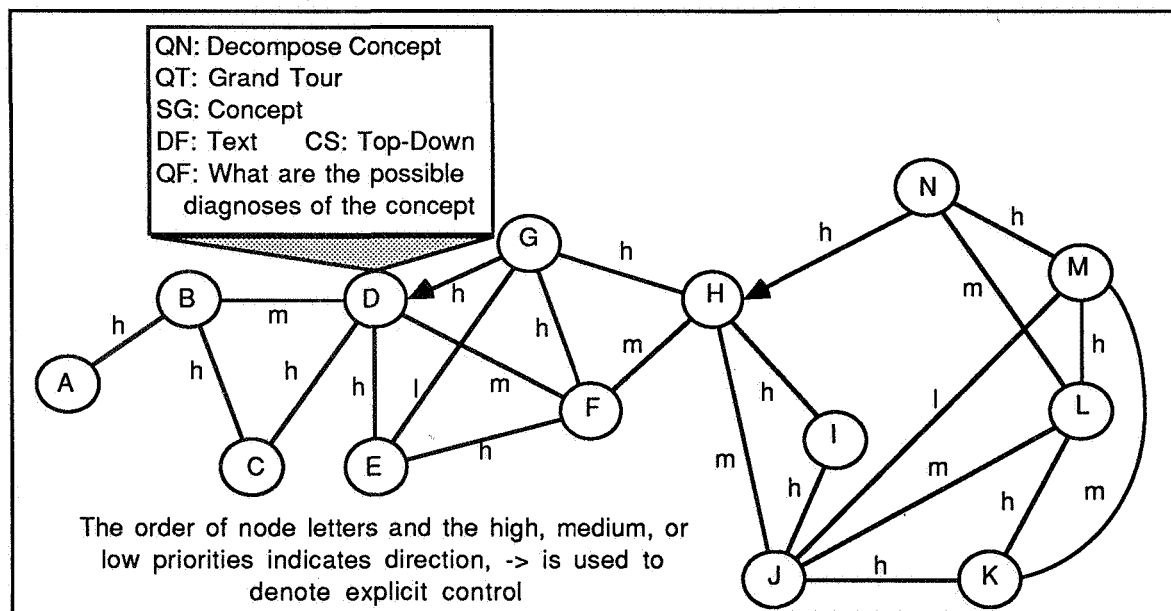 QN: Decompose Concept
QT: Grand Tour
SG: Concept
DF: Text CS: Top-Down
QF: What are the possible
diagnoses of the concept
N
G
h
h
h
M
B
D
h
H
m
h
m
h
h
A
h
h
h
l
m
F
m
h
l
L
I
C
E
h
m
h
m
h
m
The order of node letters and the high, medium, or
low priorities indicates direction, -> is used to
denote explicit control
J
h
K